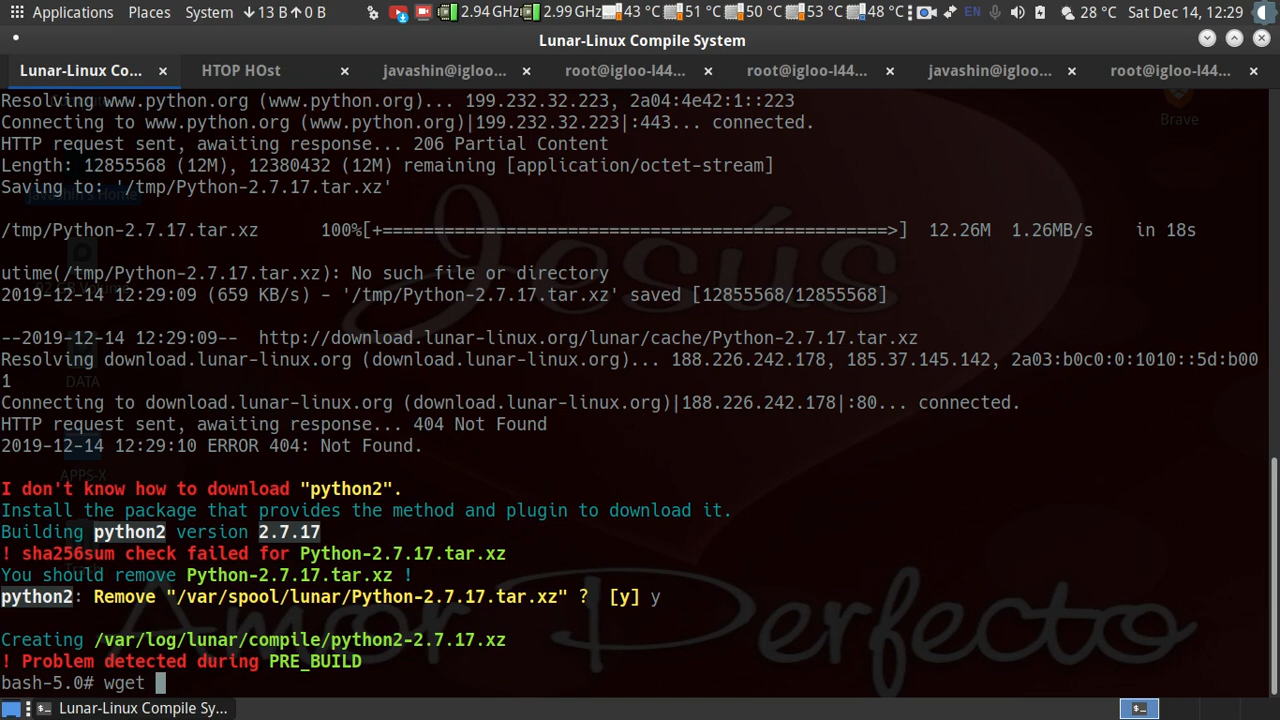 Applications Places System 13 B 0 B 2.94 GHz 2.99 GHz 43 °C 51 °C 50 °C 53 °C 48 °C EN 28 °C Sat Dec 14, 12:29
Lunar-Linux Compile System
Lunar-Linux Co... HTOP HOst javashin@igloo... root@igloo-l44... root@igloo-l44... javashin@igloo... root@igloo-l44...
Resolving www.python.org (www.python.org)... 199.232.32.223, 2a04:4e42:1::223
Connecting to www.python.org (www.python.org)|199.232.32.223|:443... connected.
Brave
HTTP request sent, awaiting response... 206 Partial Content
Length: 12855568 (12M), 12380432 (12M) remaining [application/octet-stream]
Saving to: '/tmp/Python-2.7.17.tar.xz'
javashin's Home
/tmp/Python-2.7.17.tar.xz 100%[+=================================================>] 12.26M 1.26MB/s in 18s
Jesús
utime(/tmp/Python-2.7.17.tar.xz): No such file or directory
2019-12-14 12:29:09 (659 KB/s) - '/tmp/Python-2.7.17.tar.xz' saved [12855568/12855568]
--2019-12-14 12:29:09-- http://download.lunar-linux.org/lunar/cache/Python-2.7.17.tar.xz
Resolving download.lunar-linux.org (download.lunar-linux.org)... 188.226.242.178, 185.37.145.142, 2a03:b0c0:0:1010::5d:b00
1
DATA
Connecting to download.lunar-linux.org (download.lunar-linux.org)|188.226.242.178|:80... connected.
HTTP request sent, awaiting response... 404 Not Found
2019-12-14 12:29:10 ERROR 404: Not Found.
APPS-X
I don't know how to download "python2".
Install the package that provides the method and plugin to download it.
Building python2 version 2.7.17
! sha256sum check failed for Python-2.7.17.tar.xz
You should remove Python-2.7.17.tar.xz !
python2: Remove "/var/spool/lunar/Python-2.7.17.tar.xz" ? [y] y
Amor Perfecto
Creating /var/log/lunar/compile/python2-2.7.17.xz
! Problem detected during PRE_BUILD
bash-5.0# wget
Lunar-Linux Compile Sy...